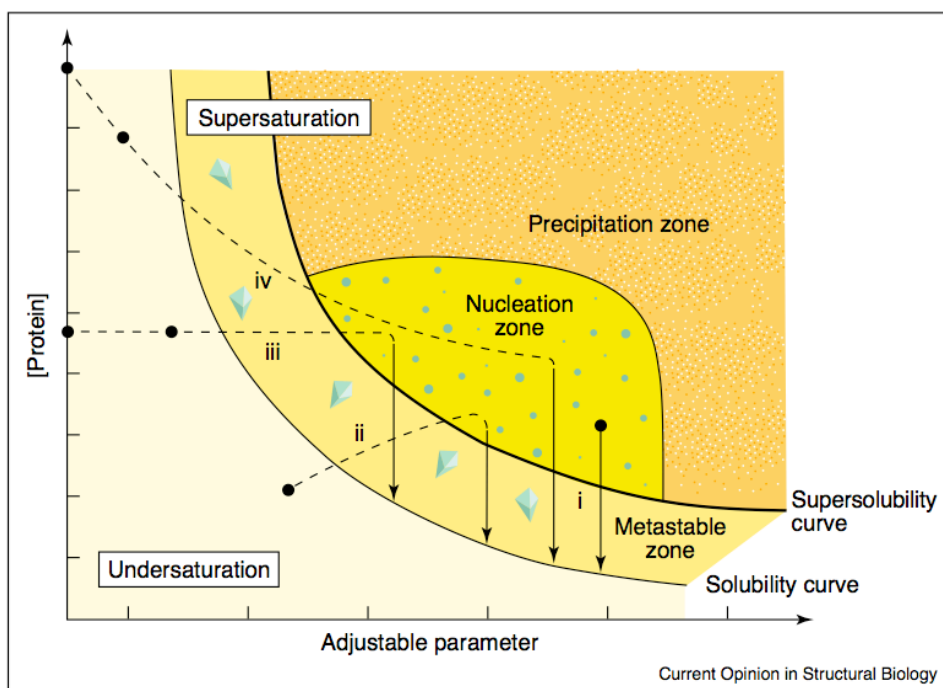 Supersaturation
Precipitation zone
iv
Nucleation
zone
[Protein]
iii
ii
i
Supersolubility
curve
Metastable
zone
Undersaturation
Solubility curve
Adjustable parameter
Current Opinion in Structural Biology